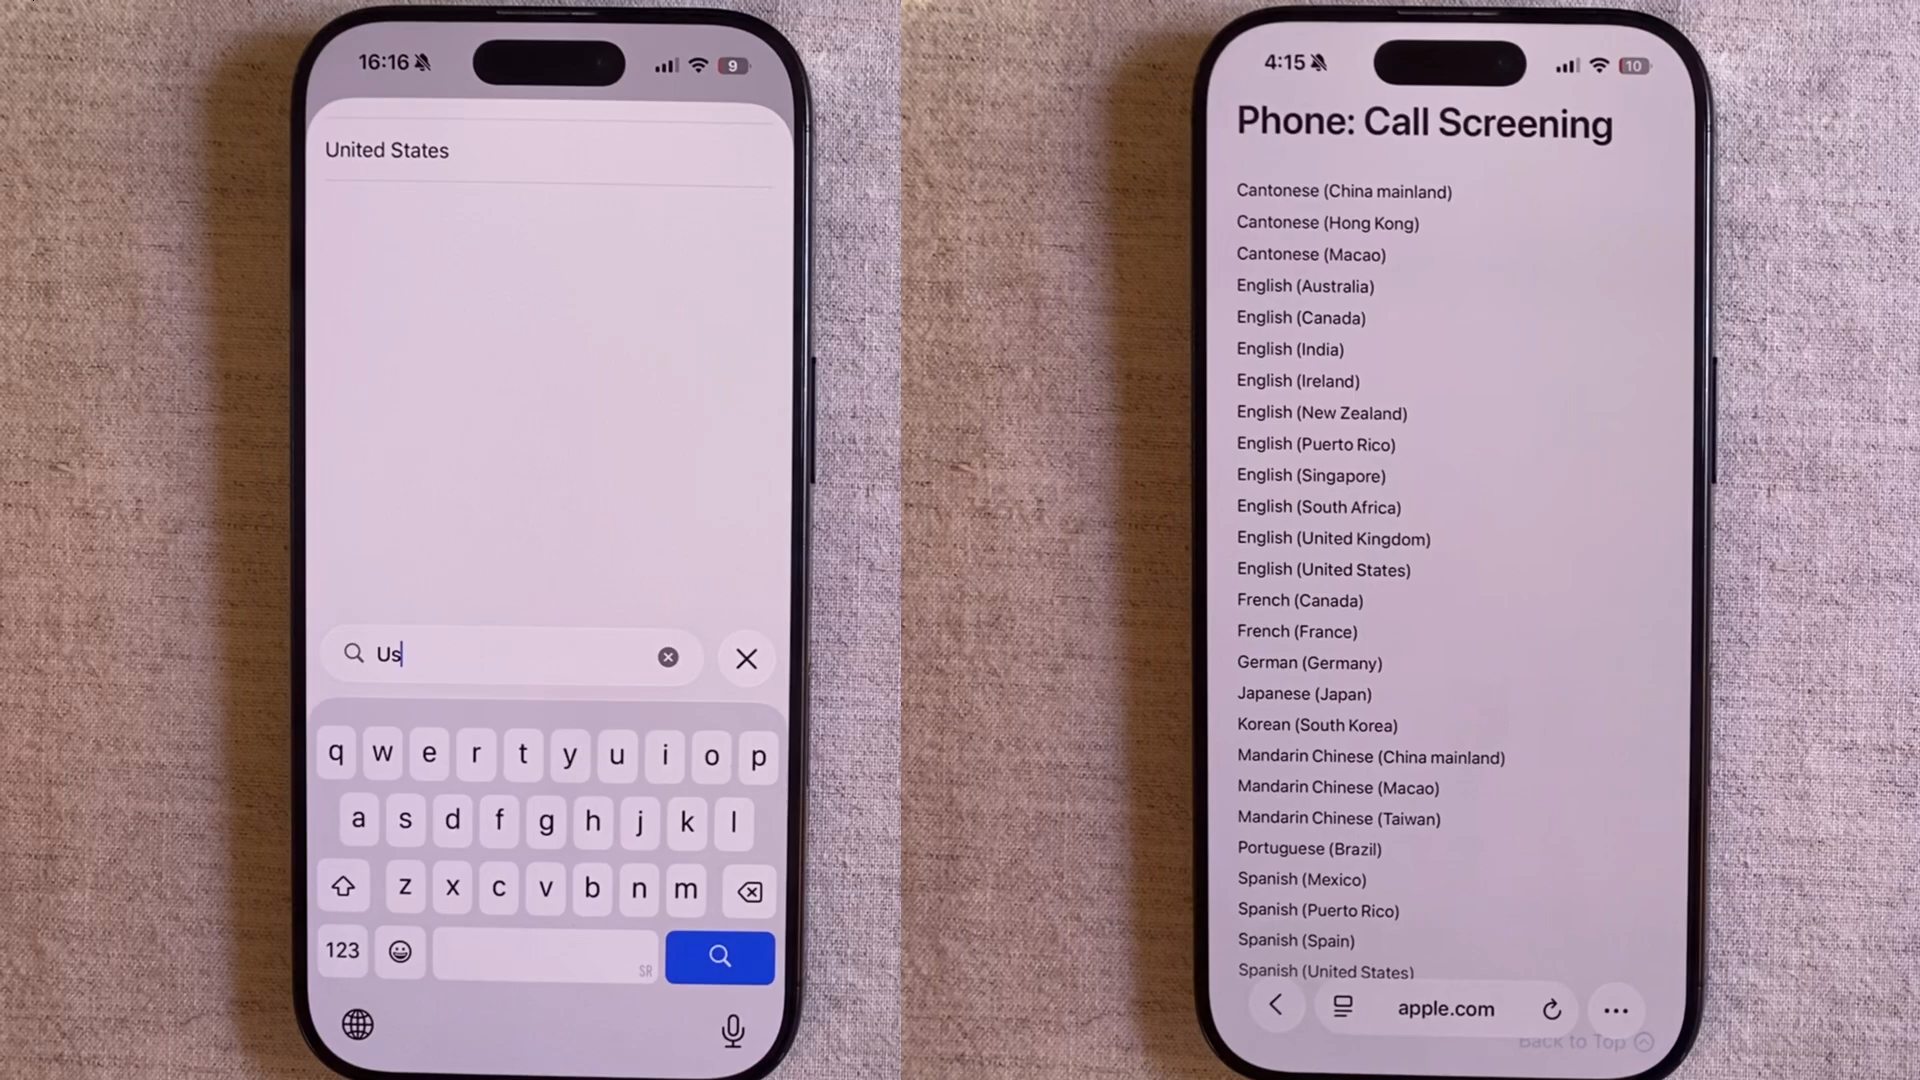 16:16
9
United States
Us
q w e r t y u i o p
a s d f g h j k l
z x c v b n m
123
SR
4:15
10
Phone: Call Screening
Cantonese (China mainland)
Cantonese (Hong Kong)
Cantonese (Macao)
English (Australia)
English (Canada)
English (India)
English (Ireland)
English (New Zealand)
English (Puerto Rico)
English (Singapore)
English (South Africa)
English (United Kingdom)
English (United States)
French (Canada)
French (France)
German (Germany)
Japanese (Japan)
Korean (South Korea)
Mandarin Chinese (China mainland)
Mandarin Chinese (Macao)
Mandarin Chinese (Taiwan)
Portuguese (Brazil)
Spanish (Mexico)
Spanish (Puerto Rico)
Spanish (Spain)
Spanish (United States)
apple.com
Back to Top